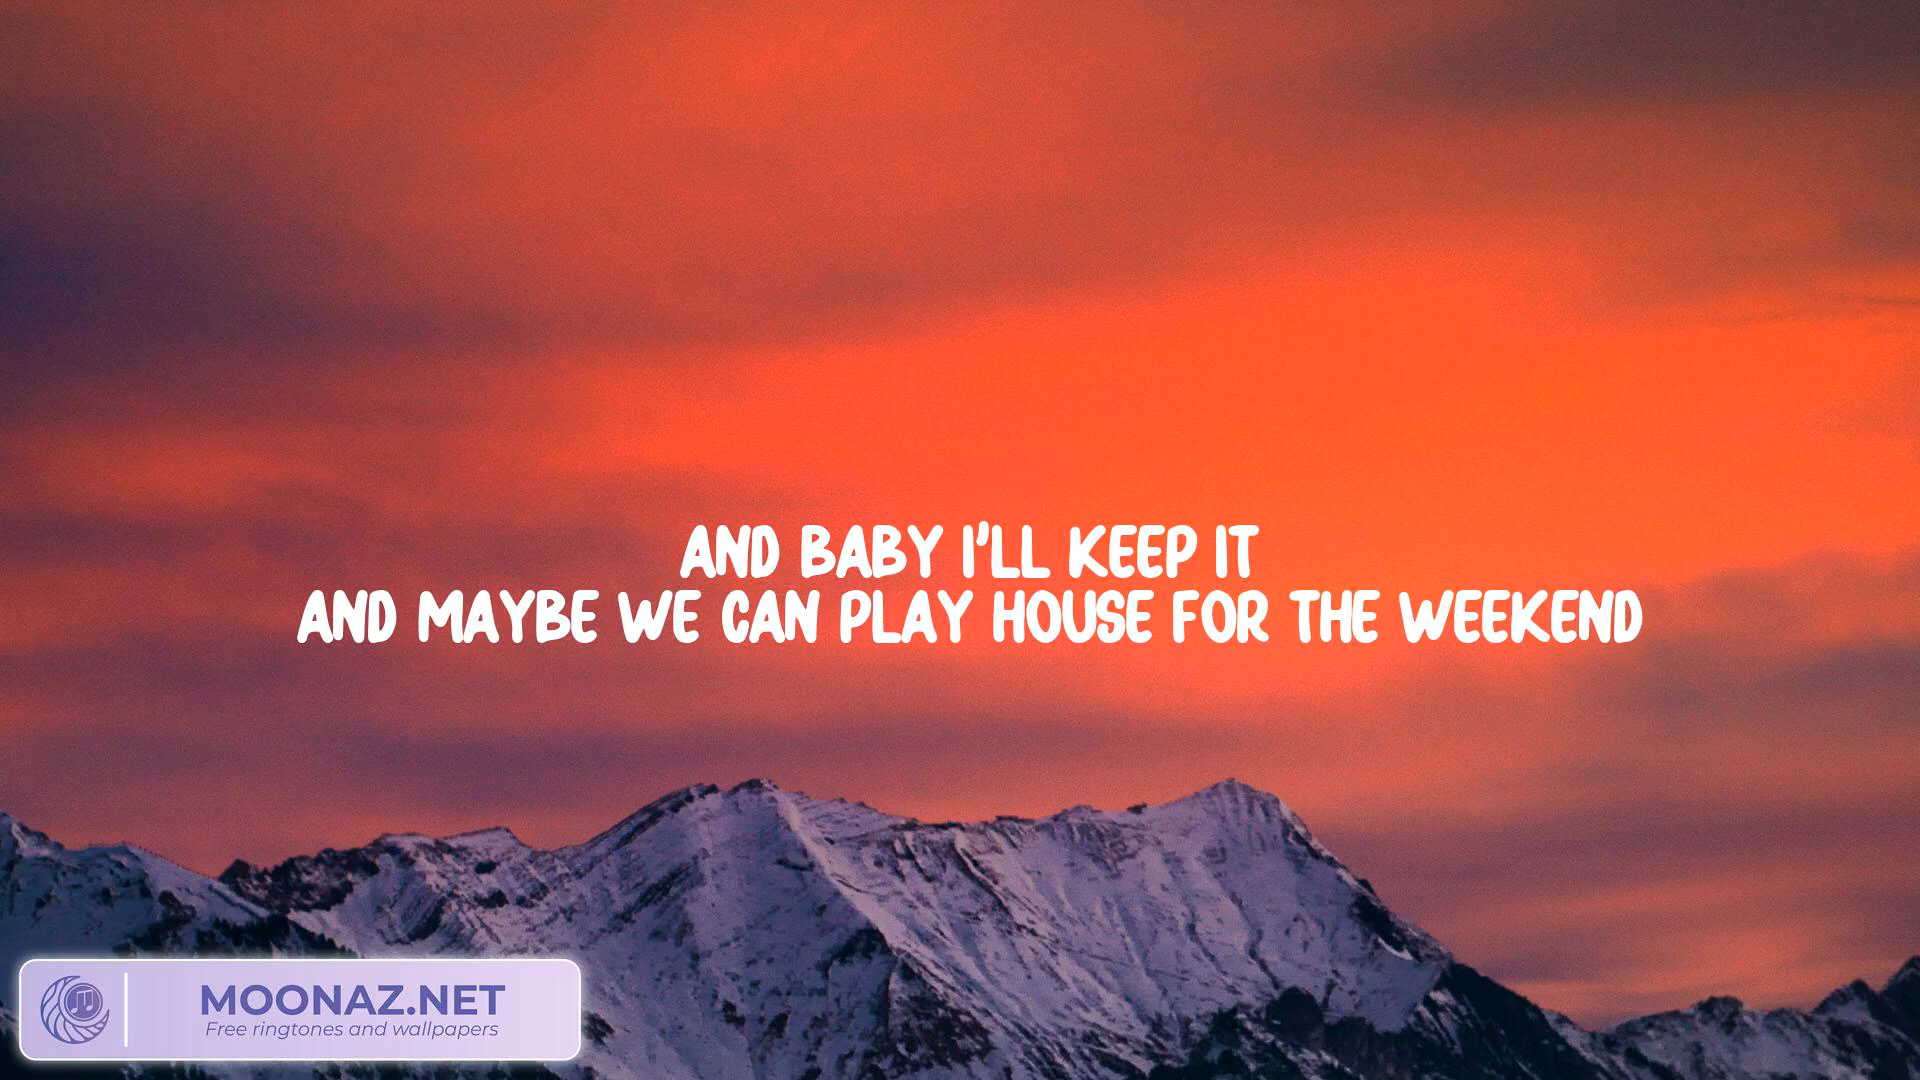 AND BABY I'LL KEEP IT
AND MAYBE WE CAN PLAY HOUSE FOR THE WEEKEND
MOONAZ.NET
Free ringtones and wallpapers